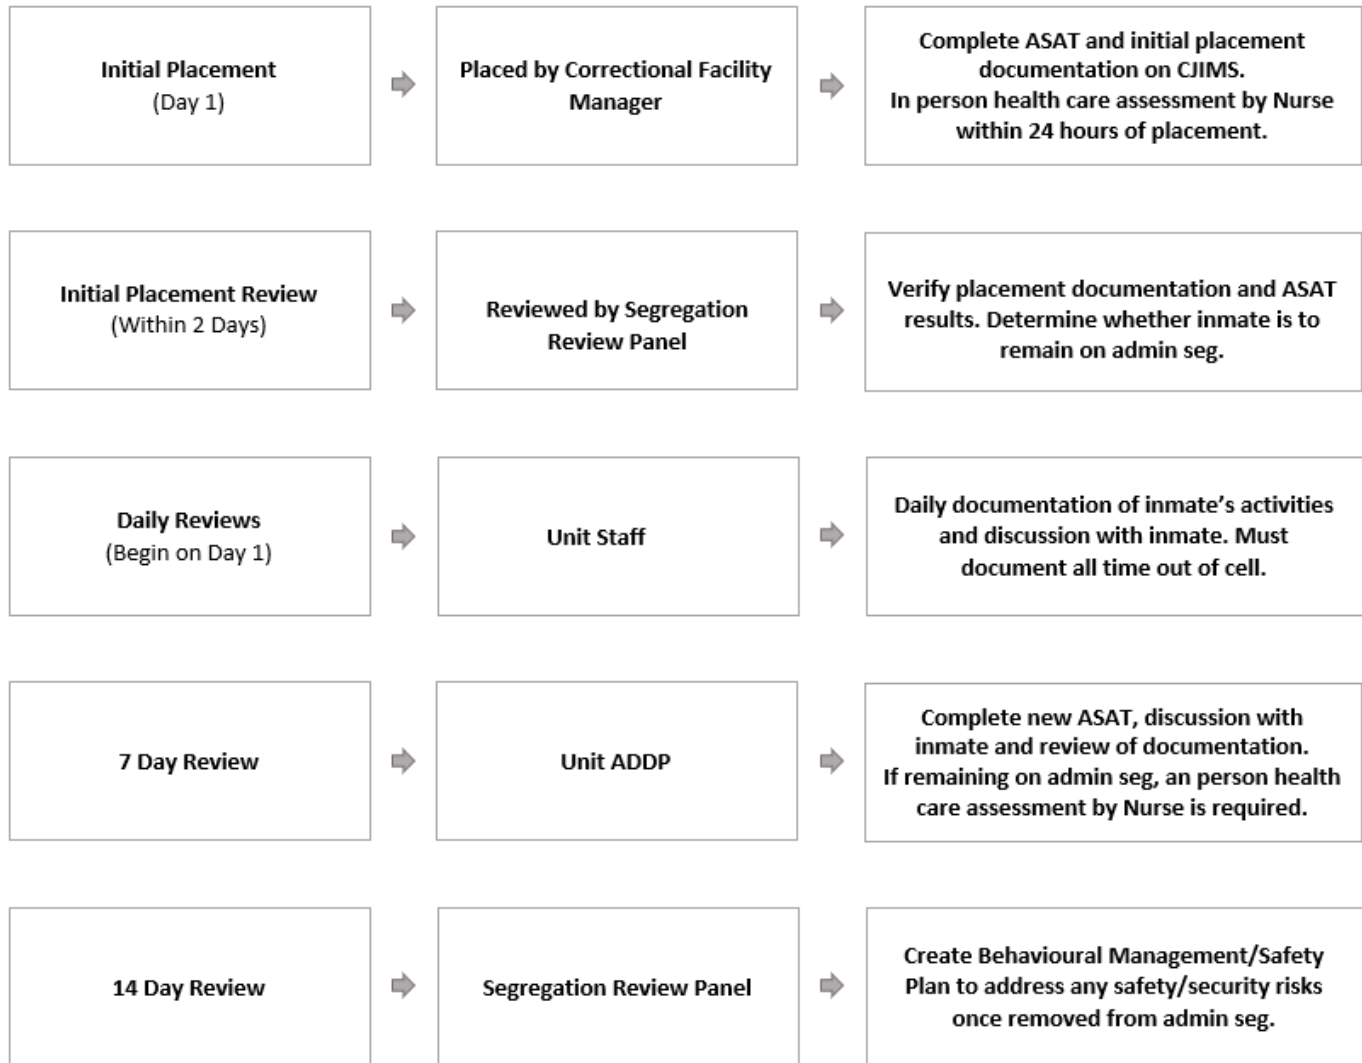 Initial Placement
(Day 1)
Placed by Correctional Facility
Manager
Complete ASAT and initial placement
documentation on CJIMS.
In person health care assessment by Nurse
within 24 hours of placement.
Initial Placement Review
(Within 2 Days)
Reviewed by Segregation
Review Panel
Verify placement documentation and ASAT
results. Determine whether inmate is to
remain on admin seg.
Daily Reviews
(Begin on Day 1)
Unit Staff
Daily documentation of inmate’s activities
and discussion with inmate. Must
document all time out of cell.
7 Day Review
Unit ADDP
Complete new ASAT, discussion with
inmate and review of documentation.
If remaining on admin seg, an person health
care assessment by Nurse is required.
14 Day Review
Segregation Review Panel
Create Behavioural Management/Safety
Plan to address any safety/security risks
once removed from admin seg.